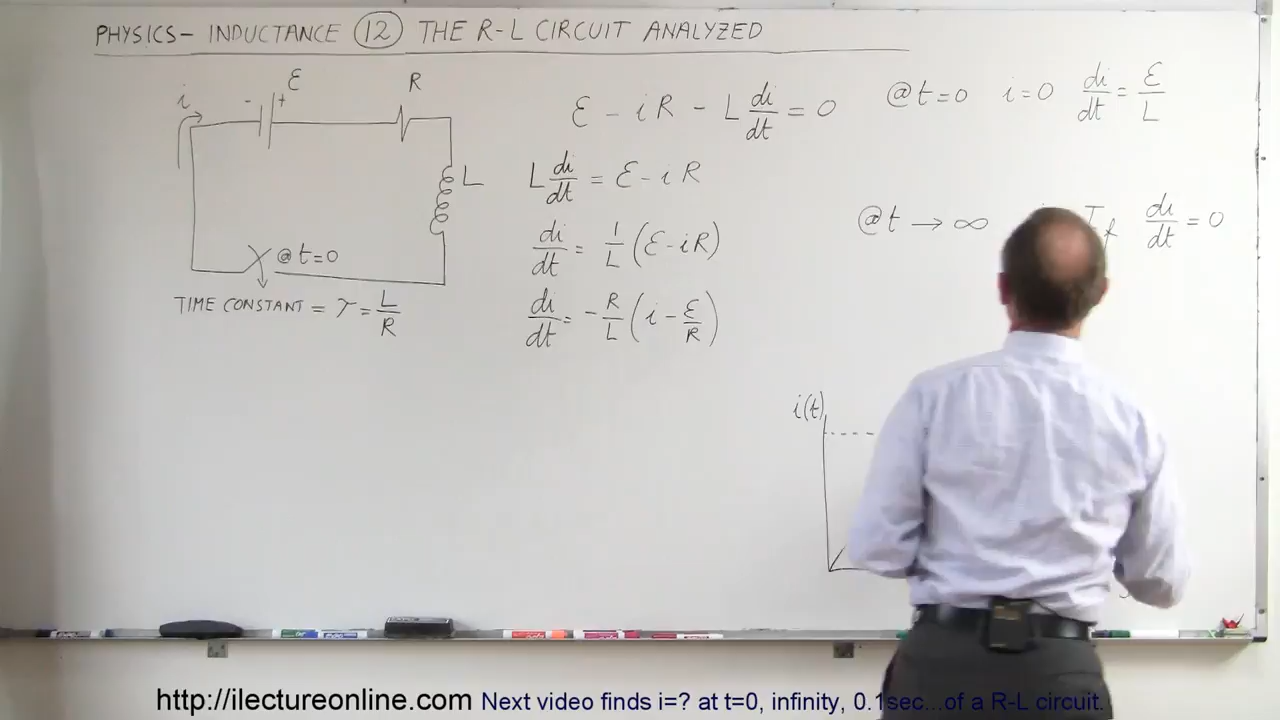 PHYSICS- INDUCTANCE (12) THE R-L CIRCUIT ANALYZED
i - + ℰ R
L
@t=0
TIME CONSTANT = τ = L/R
ℰ - iR - L di/dt = 0
L di/dt = ℰ - iR
di/dt = 1/L (ℰ - iR)
di/dt = - R/L (i - ℰ/R)
@t=0 i=0 di/dt = ℰ/L
@t → ∞ I_f di/dt = 0
i(t)
http://ilectureonline.com Next video finds i=? at t=0, infinity, 0.1sec...of a R-L circuit.